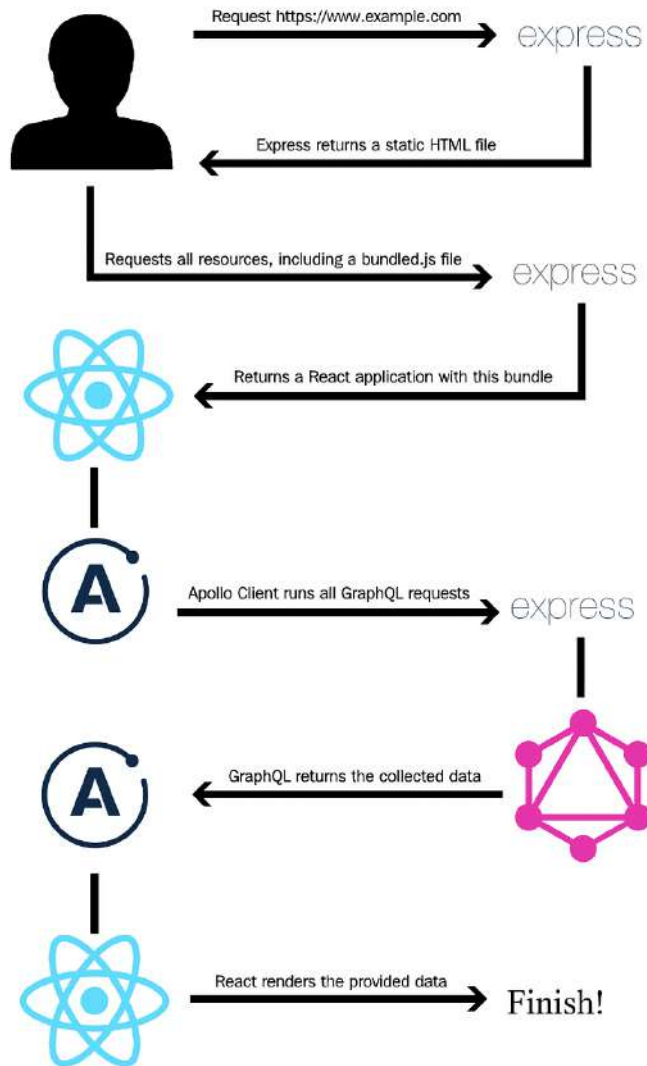 Request https://www.example.com
express
Express returns a static HTML file
Requests all resources, including a bundled.js file
express
Returns a React application with this bundle
A
Apollo Client runs all GraphQL requests
express
A
GraphQL returns the collected data
React renders the provided data
Finish!